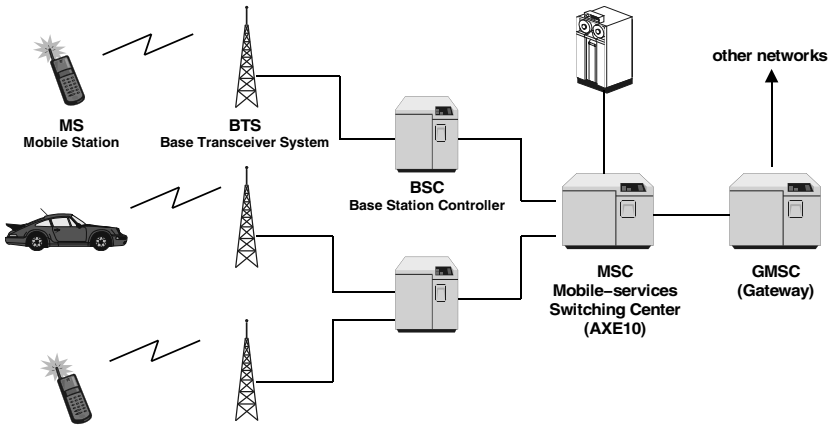 other networks
MS
Mobile Station
BTS
Base Transceiver System
BSC
Base Station Controller
MSC
Mobile−services
Switching Center
(AXE10)
GMSC
(Gateway)